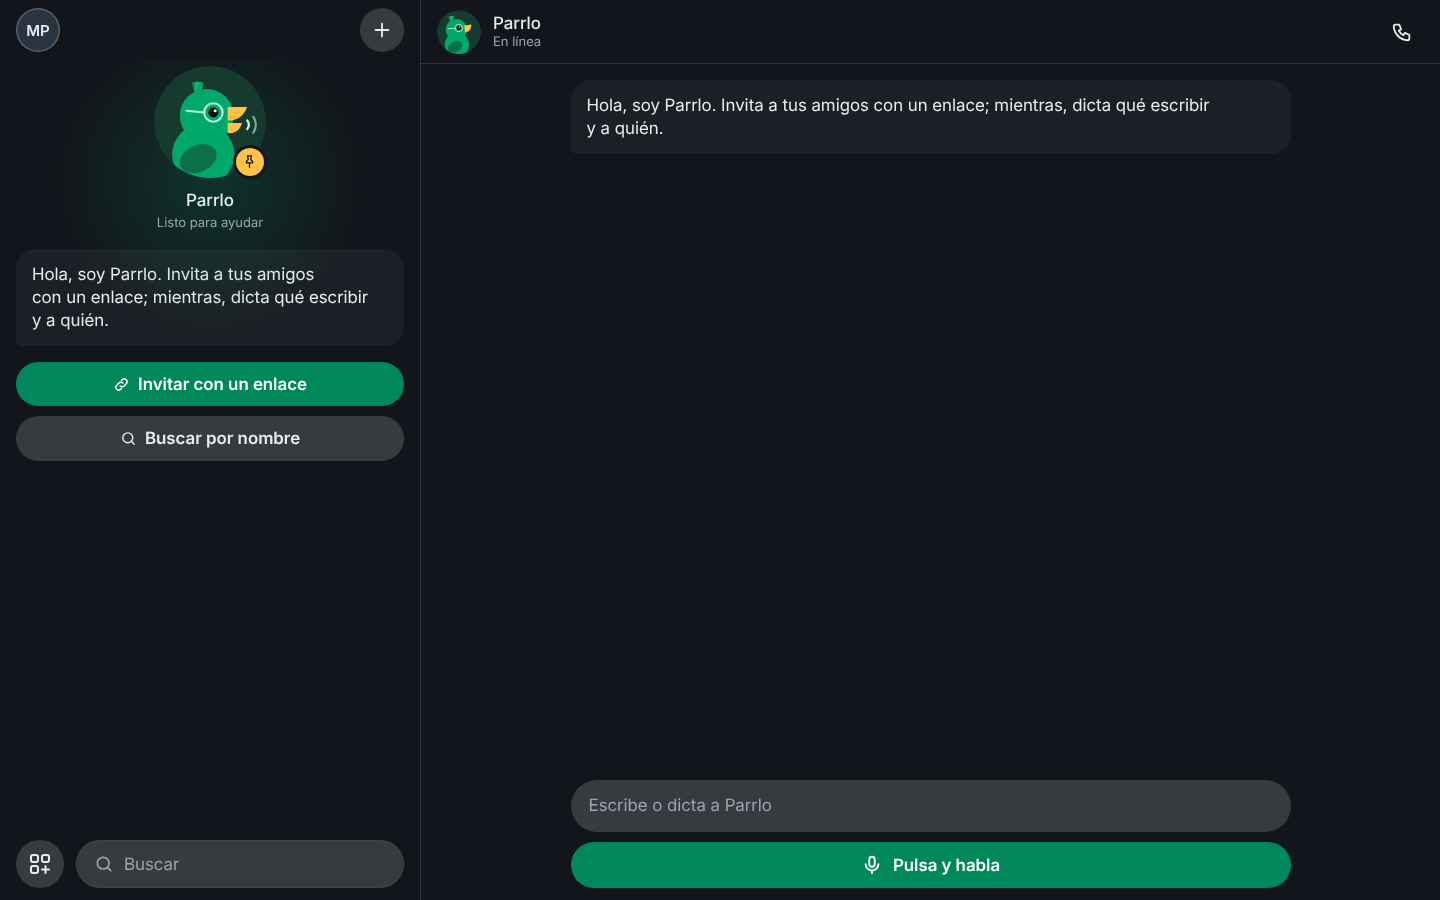 MP
Parrlo
Listo para ayudar
Hola, soy Parrlo. Invita a tus amigos
con un enlace; mientras, dicta qué escribir
y a quién.
Invitar con un enlace
Buscar por nombre
Buscar
Parrlo
En línea
Hola, soy Parrlo. Invita a tus amigos con un enlace; mientras, dicta qué escribir
y a quién.
Escribe o dicta a Parrlo
Pulsa y habla